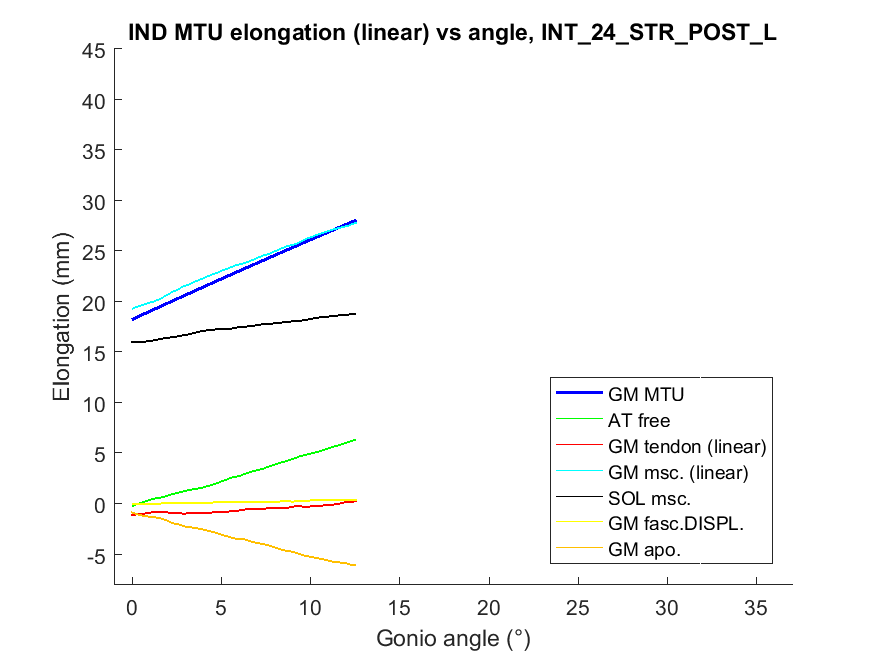 IND MTU elongation (linear) vs angle, INT_24_STR_POST_L
45
40
35
30
25
20
15
10
5
0
-5
Elongation (mm)
0 5 10 15 20 25 30 35
Gonio angle (°)
GM MTU
AT free
GM tendon (linear)
GM msc. (linear)
SOL msc.
GM fasc.DISPL.
GM apo.